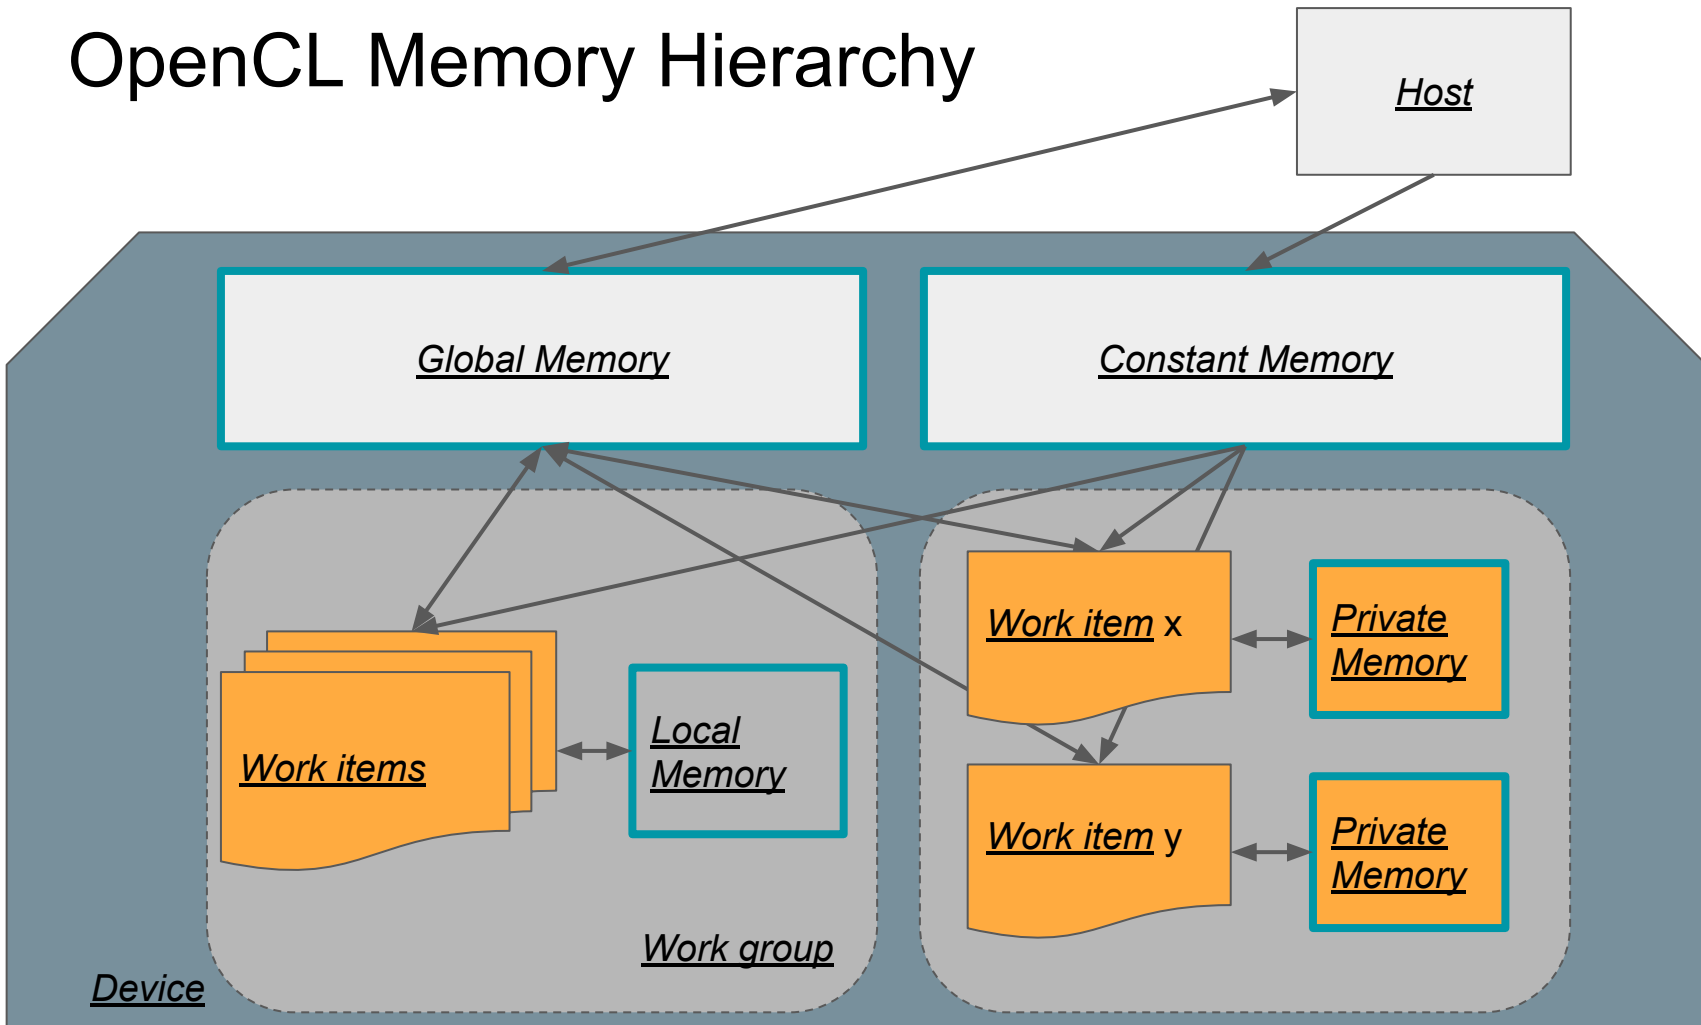 OpenCL Memory Hierarchy
Host
Global Memory
Constant Memory
Work items
Local
Memory
Work group
Work item x
Private
Memory
Work item y
Private
Memory
Device